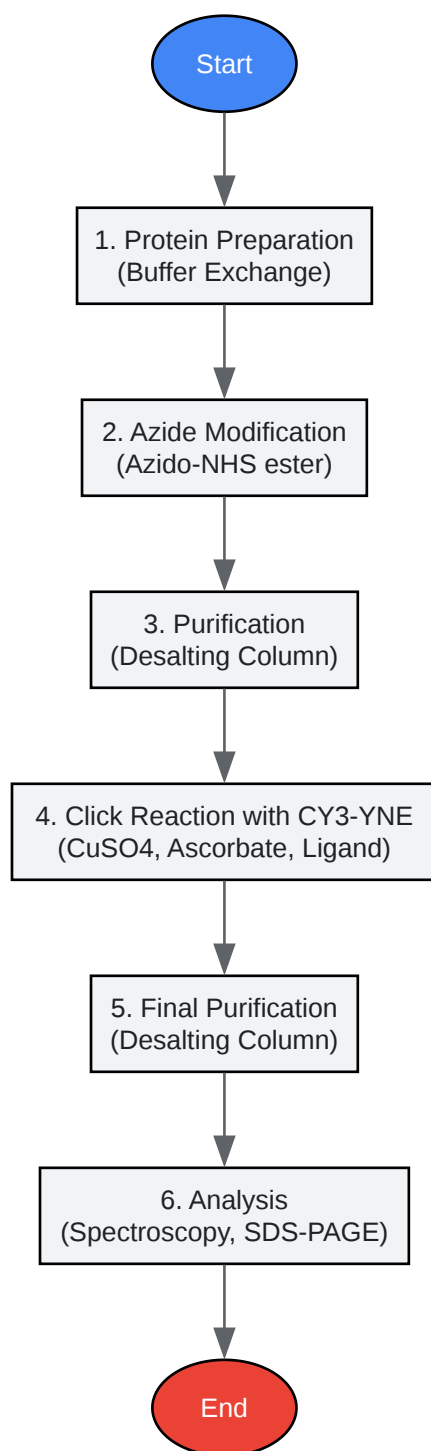 Start
1. Protein Preparation
(Buffer Exchange)
2. Azide Modification
(Azido-NHS ester)
3. Purification
(Desalting Column)
4. Click Reaction with CY3-YNE
(CuSO4, Ascorbate, Ligand)
5. Final Purification
(Desalting Column)
6. Analysis
(Spectroscopy, SDS-PAGE)
End